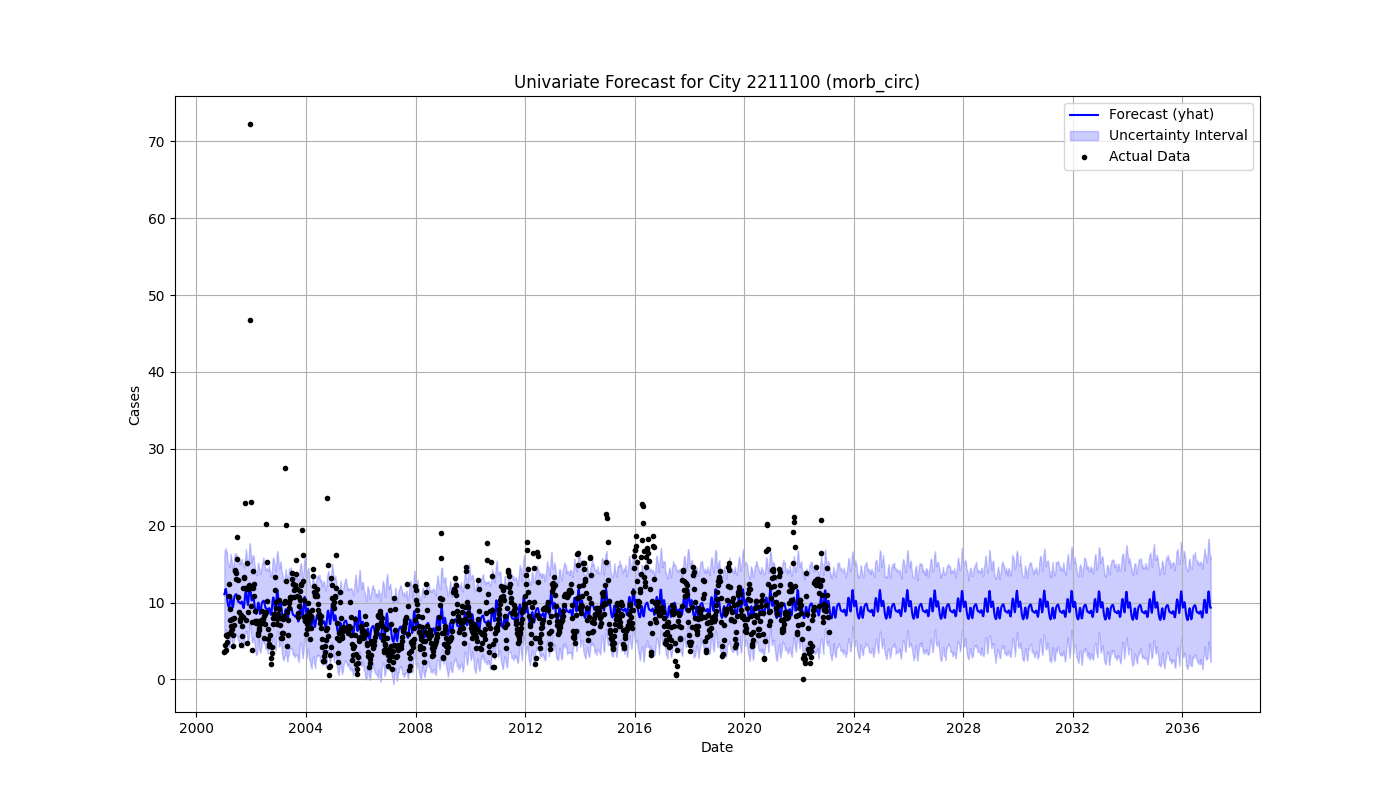 Univariate Forecast for City 2211100 (morb_circ)
Forecast (yhat)
Uncertainty Interval
Actual Data
Cases
70
60
50
40
30
20
10
0
2000 2004 2008 2012 2016 2020 2024 2028 2032 2036
Date